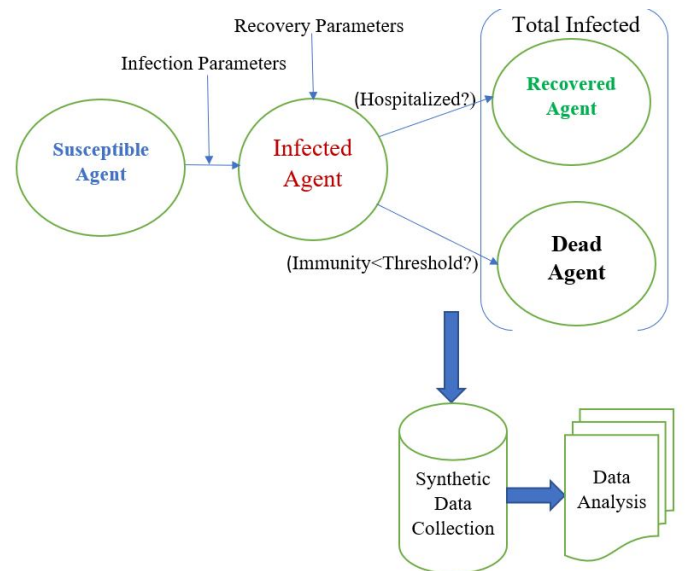 Recovery Parameters
Total Infected
Infection Parameters
(Hospitalized?)
Recovered
Agent
Susceptible
Agent
Infected
Agent
(Immunity<Threshold?)
Dead
Agent
Synthetic
Data
Collection
Data
Analysis